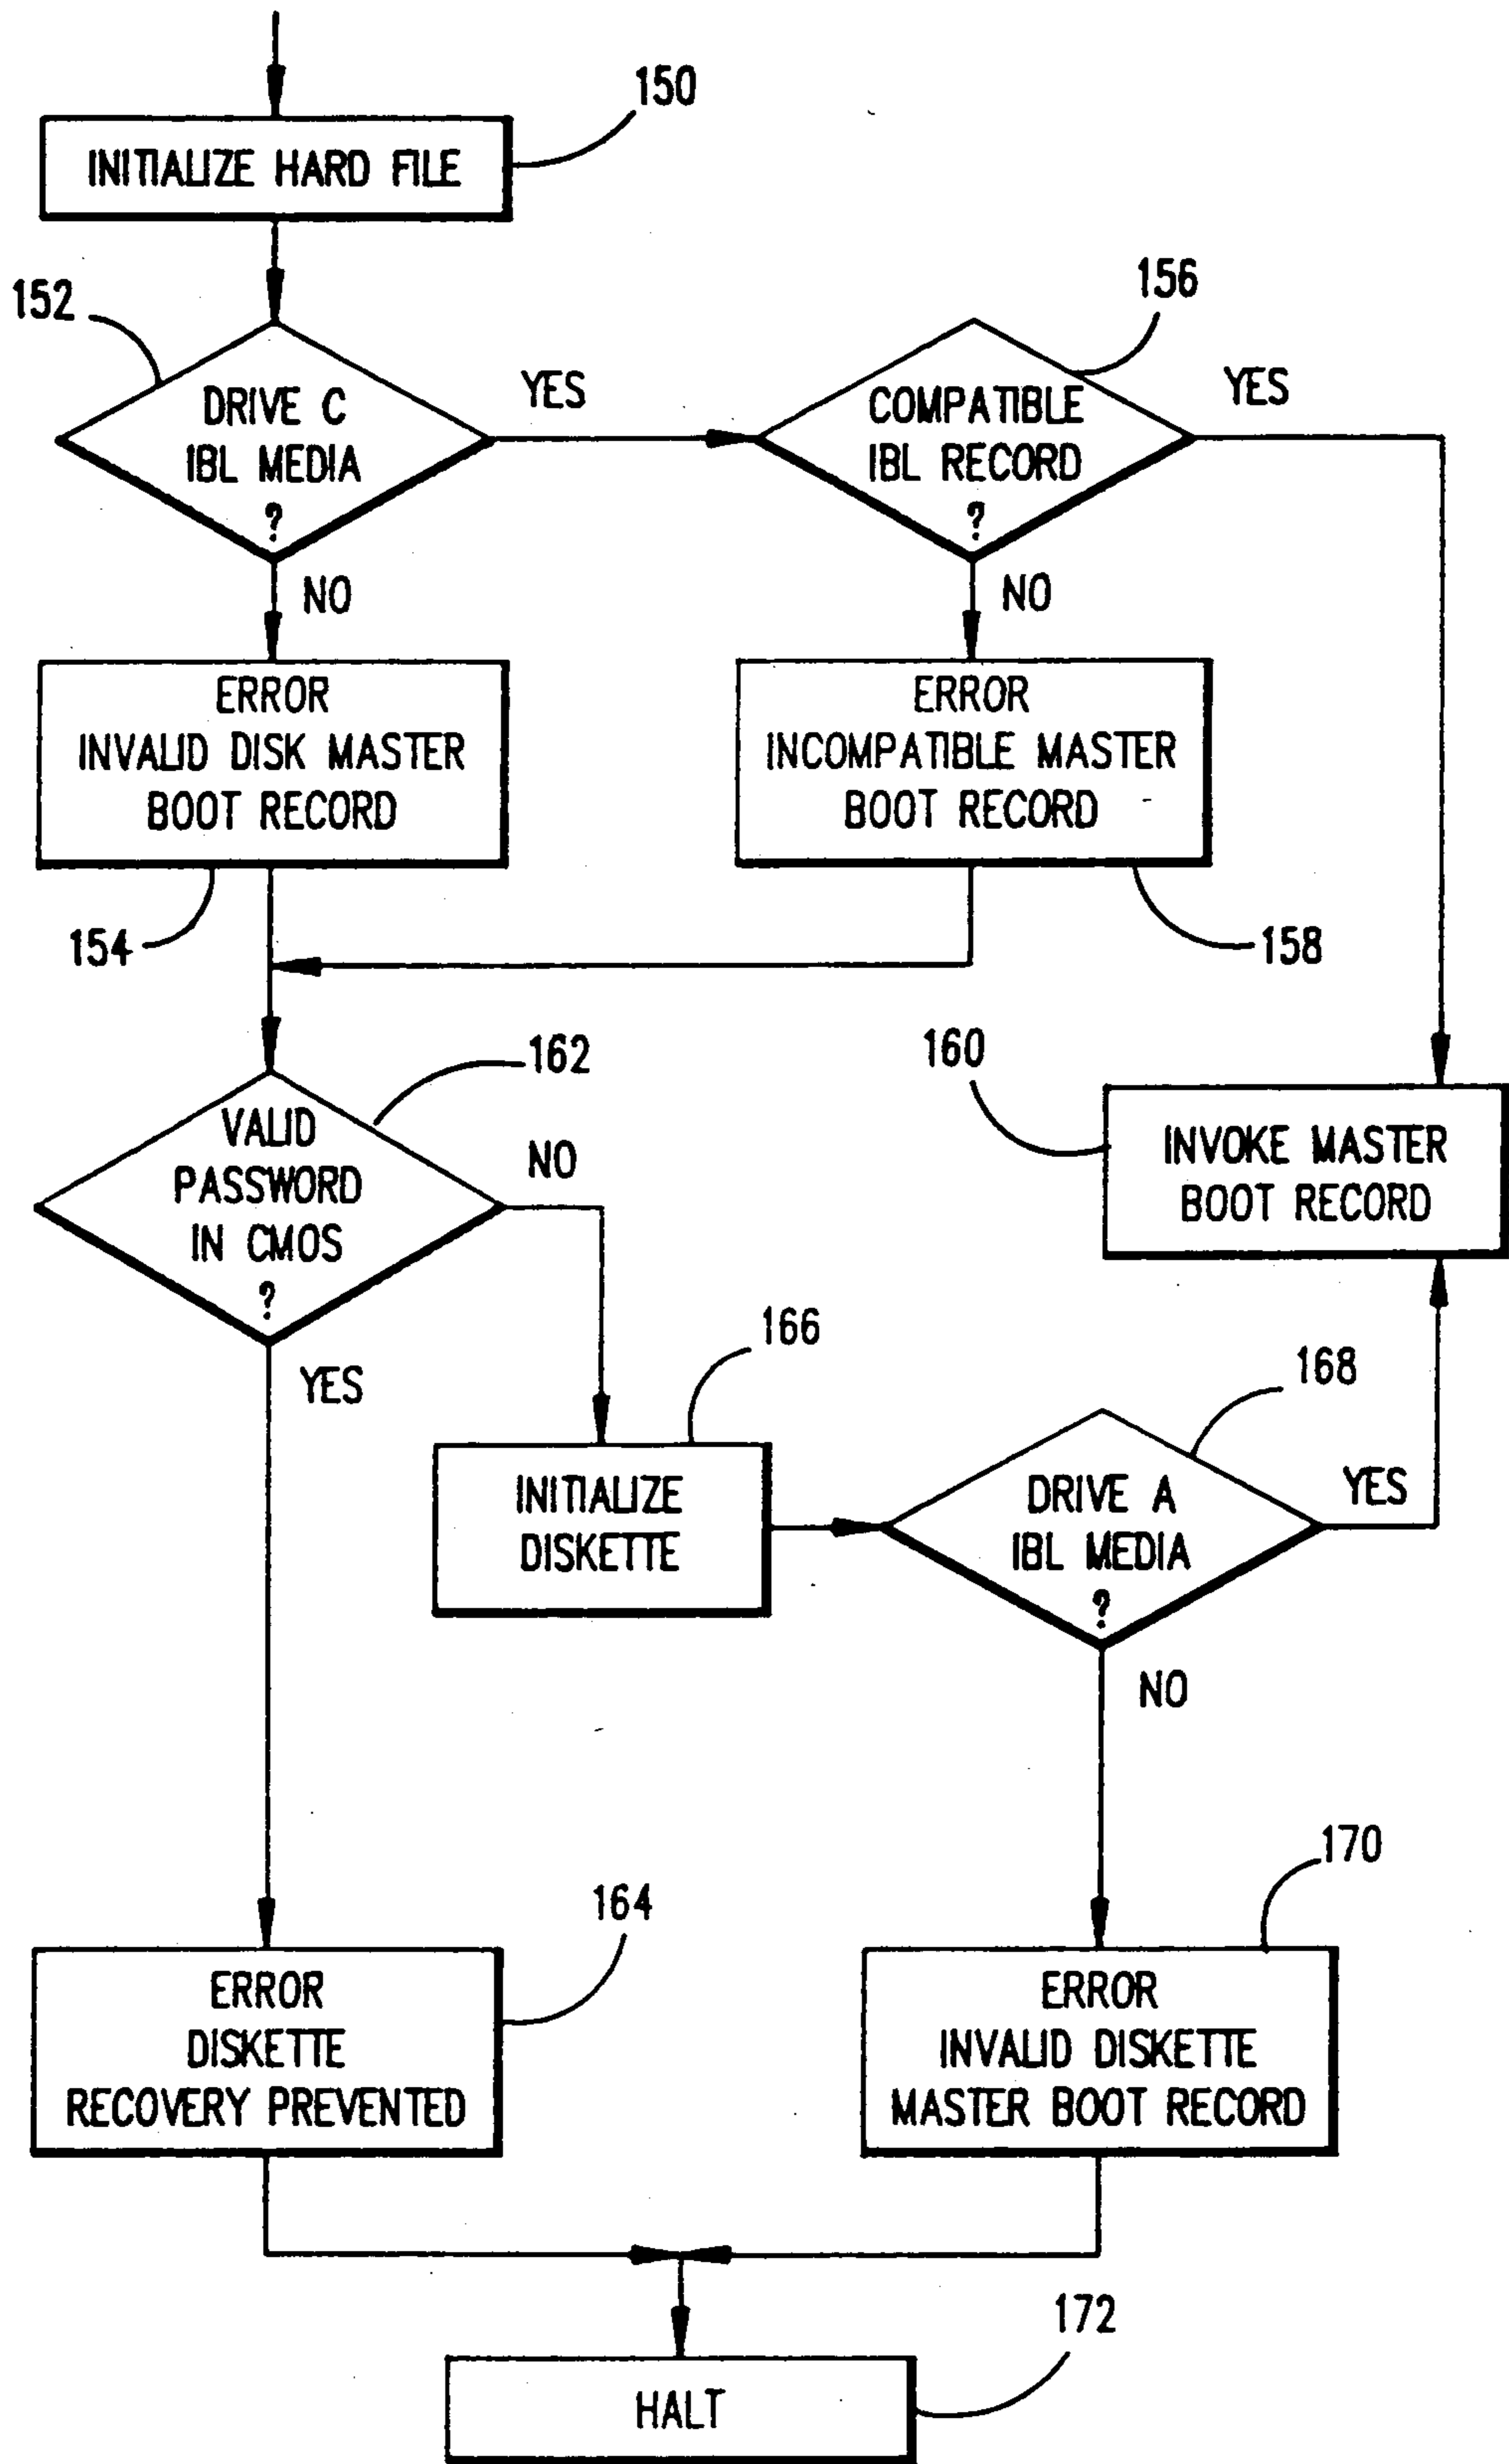 150
INITIALIZE HARD FILE
152
DRIVE C
IBL MEDIA
?
YES
NO
156
COMPATIBLE
IBL RECORD
?
YES
NO
ERROR
INVALID DISK MASTER
BOOT RECORD
154
ERROR
INCOMPATIBLE MASTER
BOOT RECORD
158
162
VALID
PASSWORD
IN CMOS
?
NO
YES
160
INVOKE MASTER
BOOT RECORD
166
INITIALIZE
DISKETTE
168
DRIVE A
IBL MEDIA
?
YES
NO
164
ERROR
DISKETTE
RECOVERY PREVENTED
170
ERROR
INVALID DISKETTE
MASTER BOOT RECORD
172
HALT